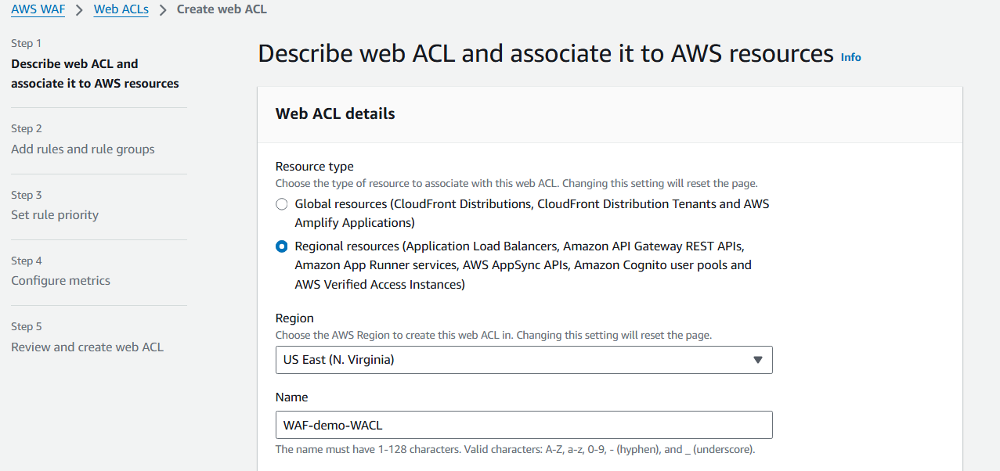 AWS WAF > Web ACLs > Create web ACL
Step 1
Describe web ACL and
associate it to AWS resources
Step 2
Add rules and rule groups
Step 3
Set rule priority
Step 4
Configure metrics
Step 5
Review and create web ACL
Describe web ACL and associate it to AWS resources Info
Web ACL details
Resource type
Choose the type of resource to associate with this web ACL. Changing this setting will reset the page.
Global resources (CloudFront Distributions, CloudFront Distribution Tenants and AWS
Amplify Applications)
Regional resources (Application Load Balancers, Amazon API Gateway REST APIs,
Amazon App Runner services, AWS AppSync APIs, Amazon Cognito user pools and
AWS Verified Access Instances)
Region
Choose the AWS Region to create this web ACL in. Changing this setting will reset the page.
US East (N. Virginia)
Name
WAF-demo-WACL
The name must have 1-128 characters. Valid characters: A-Z, a-z, 0-9, - (hyphen), and _ (underscore).